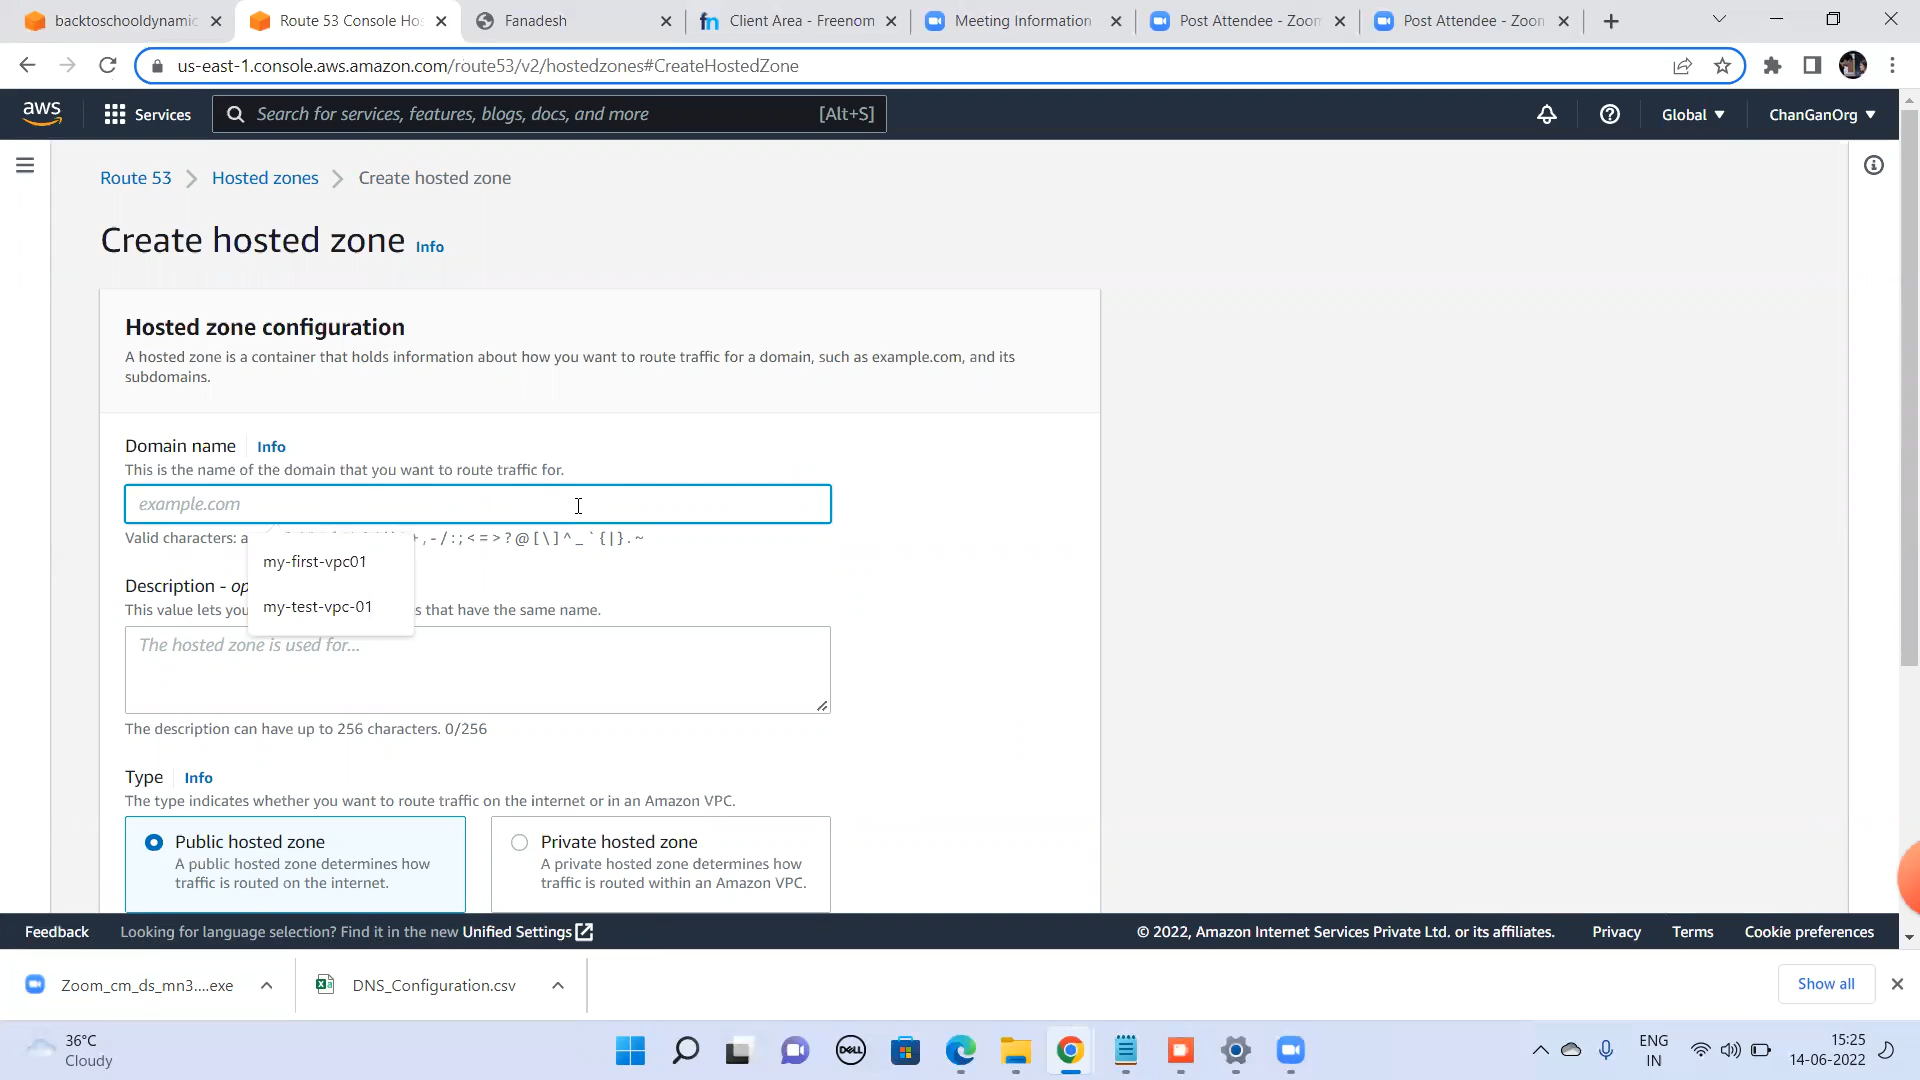 backtoschooldynamic
Route 53 Console Hos
Fanadesh
Client Area - Freenom
Meeting Information
Post Attendee - Zoom
Post Attendee - Zoom
us-east-1.console.aws.amazon.com/route53/v2/hostedzones#CreateHostedZone
aws
Services
Search for services, features, blogs, docs, and more
[Alt+S]
Global
ChanGanOrg
Route 53
Hosted zones
Create hosted zone
Create hosted zone
Info
Hosted zone configuration
A hosted zone is a container that holds information about how you want to route traffic for a domain, such as example.com, and its
subdomains.
Domain name
Info
This is the name of the domain that you want to route traffic for.
example.com
Valid characters: a
, - / : ; < = > ? @ [ \ ] ^ _ ` { | } . ~
my-first-vpc01
my-test-vpc-01
Description - op
This value lets you
s that have the same name.
The hosted zone is used for...
The description can have up to 256 characters. 0/256
Type
Info
The type indicates whether you want to route traffic on the internet or in an Amazon VPC.
Public hosted zone
A public hosted zone determines how
traffic is routed on the internet.
Private hosted zone
A private hosted zone determines how
traffic is routed within an Amazon VPC.
Feedback
Looking for language selection? Find it in the new Unified Settings
© 2022, Amazon Internet Services Private Ltd. or its affiliates.
Privacy
Terms
Cookie preferences
Zoom_cm_ds_mn3....exe
DNS_Configuration.csv
Show all
36°C
Cloudy
DELL
ENG
IN
15:25
14-06-2022